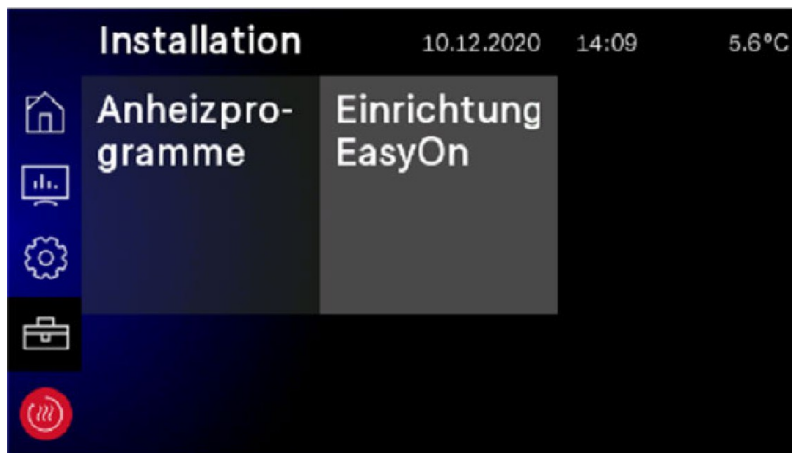 Installation 10.12.2020 14:09 5.6°C
Anheizpro-
gramme
Einrichtung
EasyOn